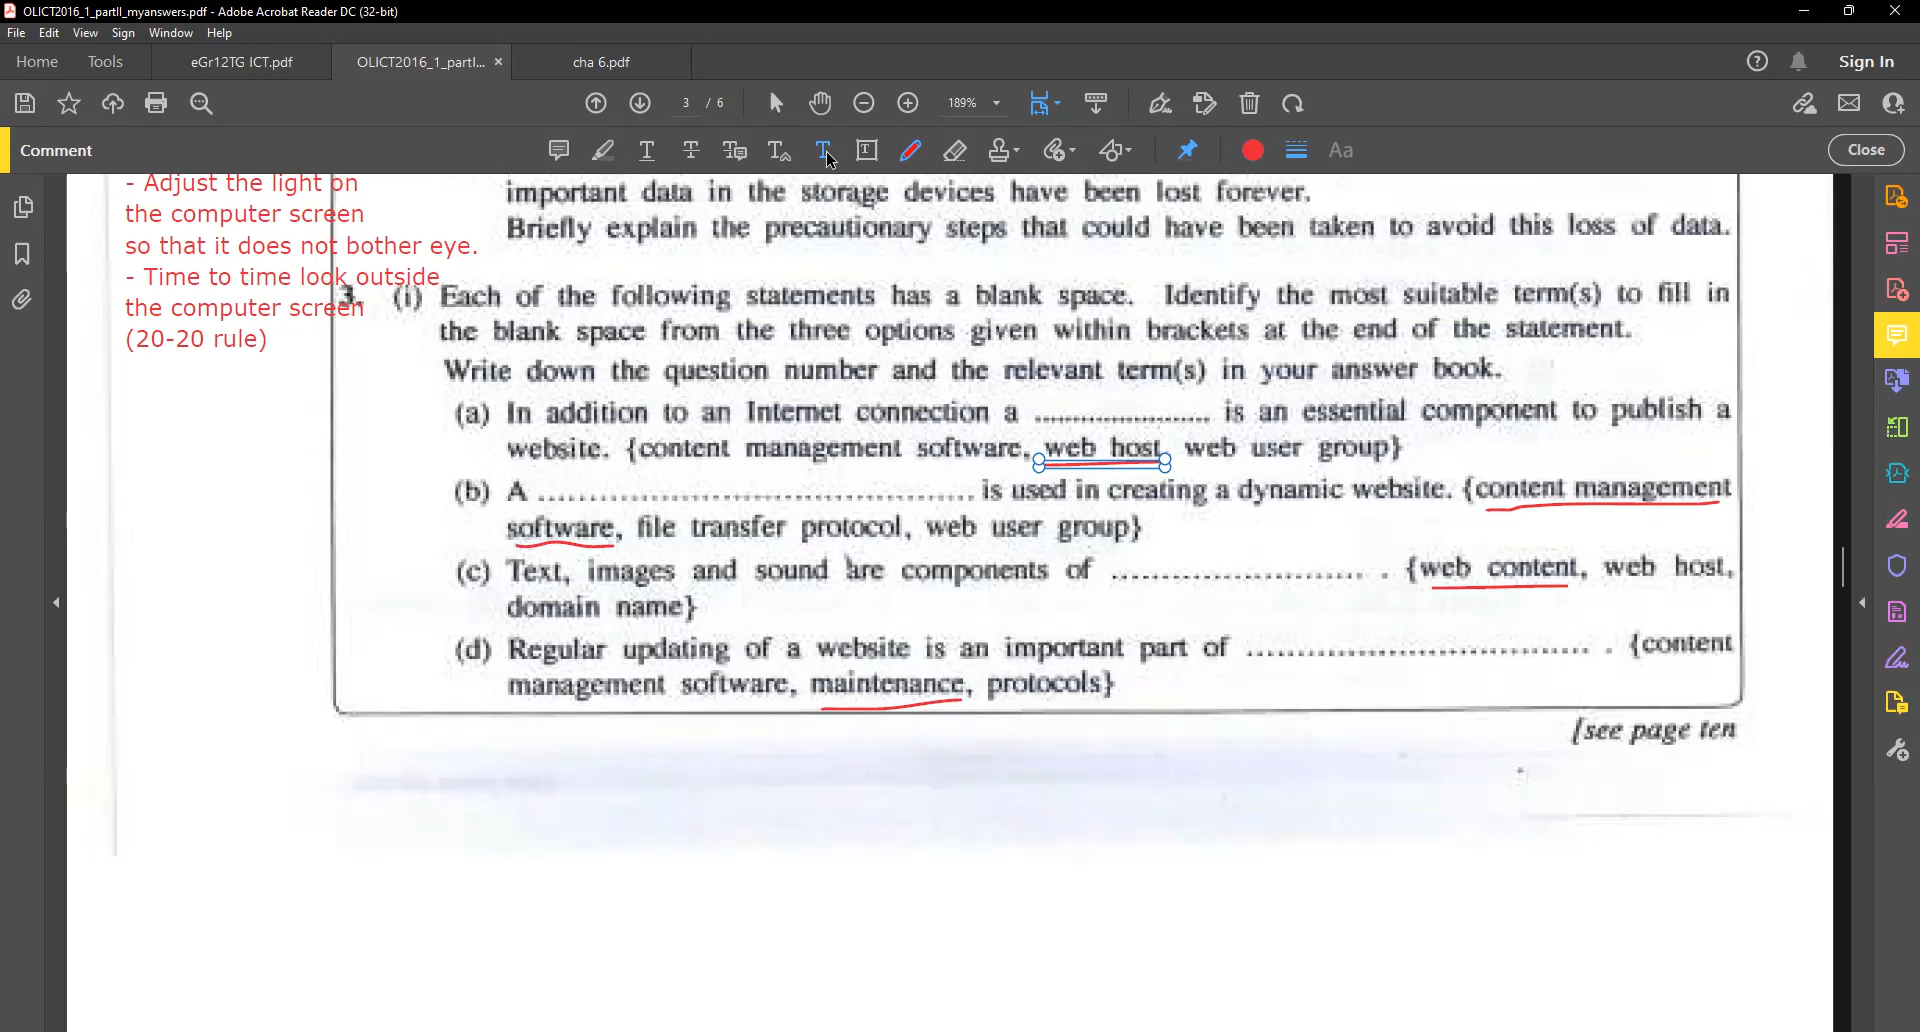 OLICT2016_1_partII_myanswers.pdf - Adobe Acrobat Reader DC (32-bit)
File Edit View Sign Window Help
Home Tools eGr12TG ICT.pdf OLICT2016_1_partI... × cha 6.pdf Sign In
3 / 6 189%
Comment Aa Close
- Adjust the light on
the computer screen
so that it does not bother eye.
- Time to time look outside
the computer screen
(20-20 rule)
important data in the storage devices have been lost forever.
Briefly explain the precautionary steps that could have been taken to avoid this loss of data.
3. (i) Each of the following statements has a blank space. Identify the most suitable term(s) to fill in
the blank space from the three options given within brackets at the end of the statement.
Write down the question number and the relevant term(s) in your answer book.
(a) In addition to an Internet connection a ........................ is an essential component to publish a
website. {content management software, web host, web user group}
(b) A ............................................ is used in creating a dynamic website. {content management
software, file transfer protocol, web user group}
(c) Text, images and sound are components of .......................... . {web content, web host,
domain name}
(d) Regular updating of a website is an important part of ................................... . {content
management software, maintenance, protocols}
[see page ten